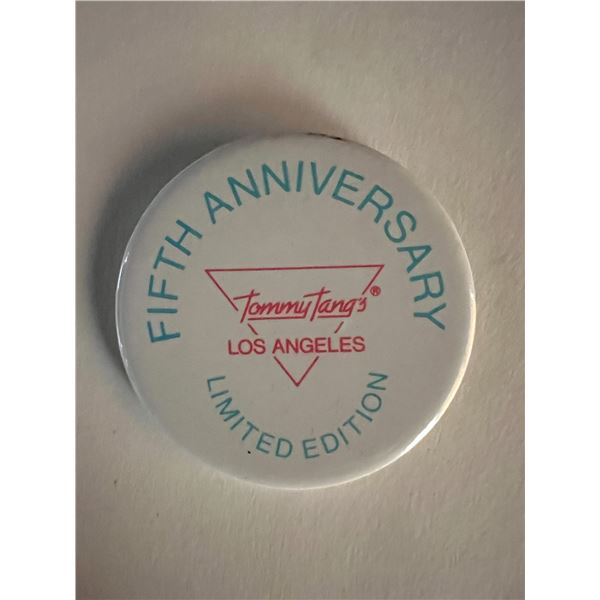 FIFTH ANNIVERSARY
Tommy Tang's®
LOS ANGELES
LIMITED EDITION